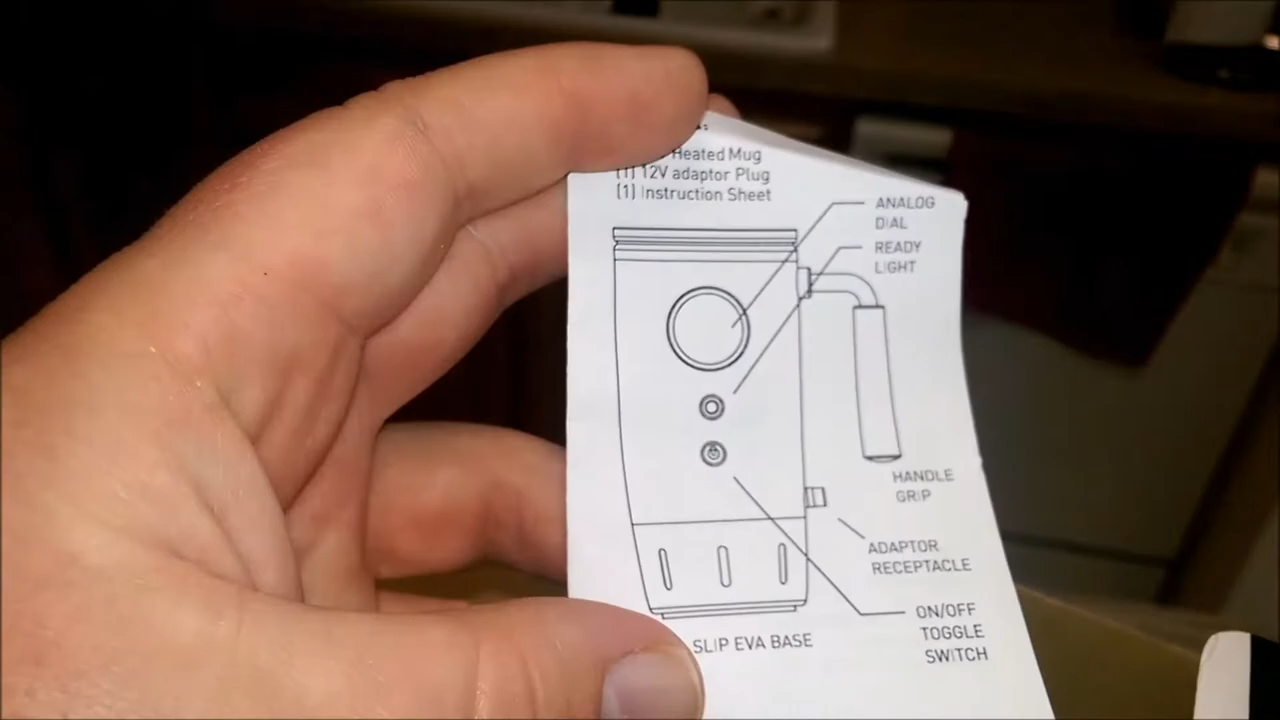 Heated Mug
(1) 12V adaptor Plug
(1) Instruction Sheet
ANALOG
DIAL
READY
LIGHT
HANDLE
GRIP
ADAPTOR
RECEPTACLE
ON/OFF
TOGGLE
SWITCH
SLIP EVA BASE